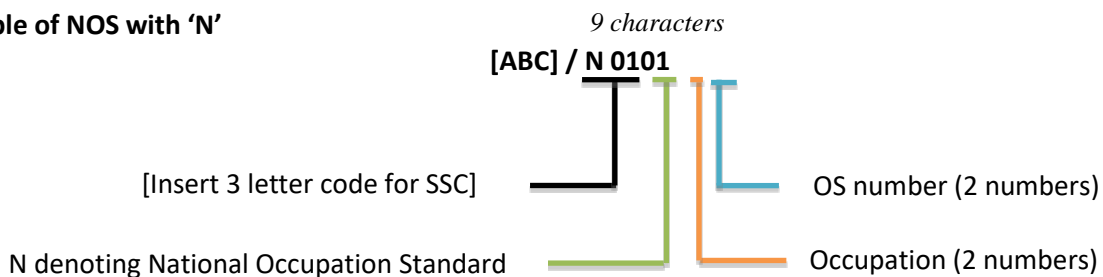 ple of NOS with ‘N’
9 characters
[ABC] / N 0101
[Insert 3 letter code for SSC]
OS number (2 numbers)
N denoting National Occupation Standard
Occupation (2 numbers)